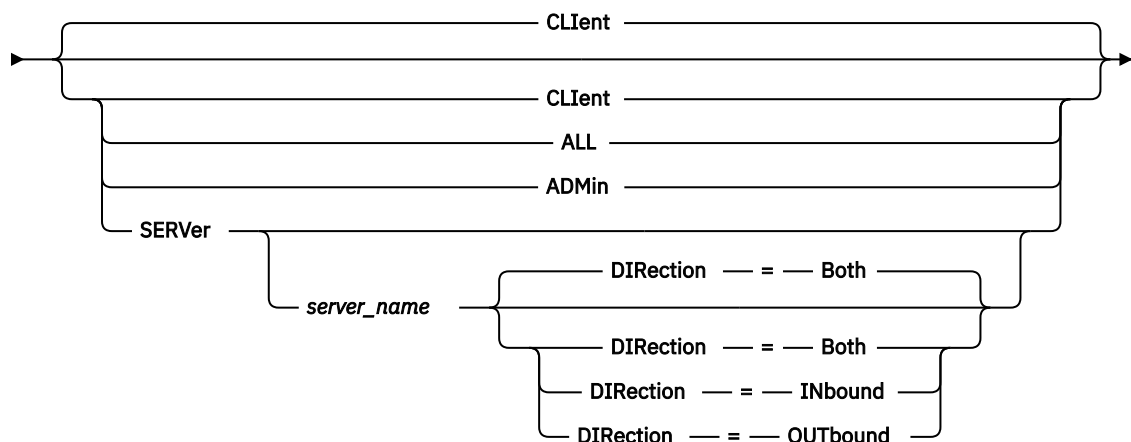 CLIent
CLIent
ALL
ADMin
SERVer
DIRection = Both
server_name
DIRection = Both
DIRection = INbound
DIRection = OUTbound